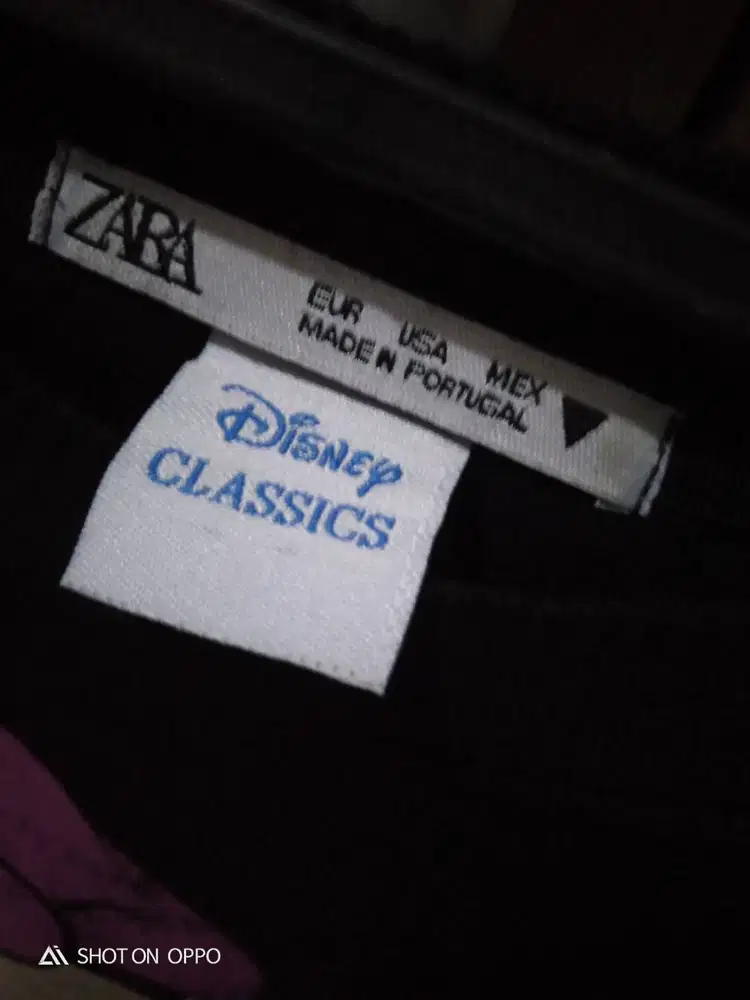 ZARA
EUR USA MEX
MADE IN PORTUGAL
Disney
CLASSICS
SHOT ON OPPO